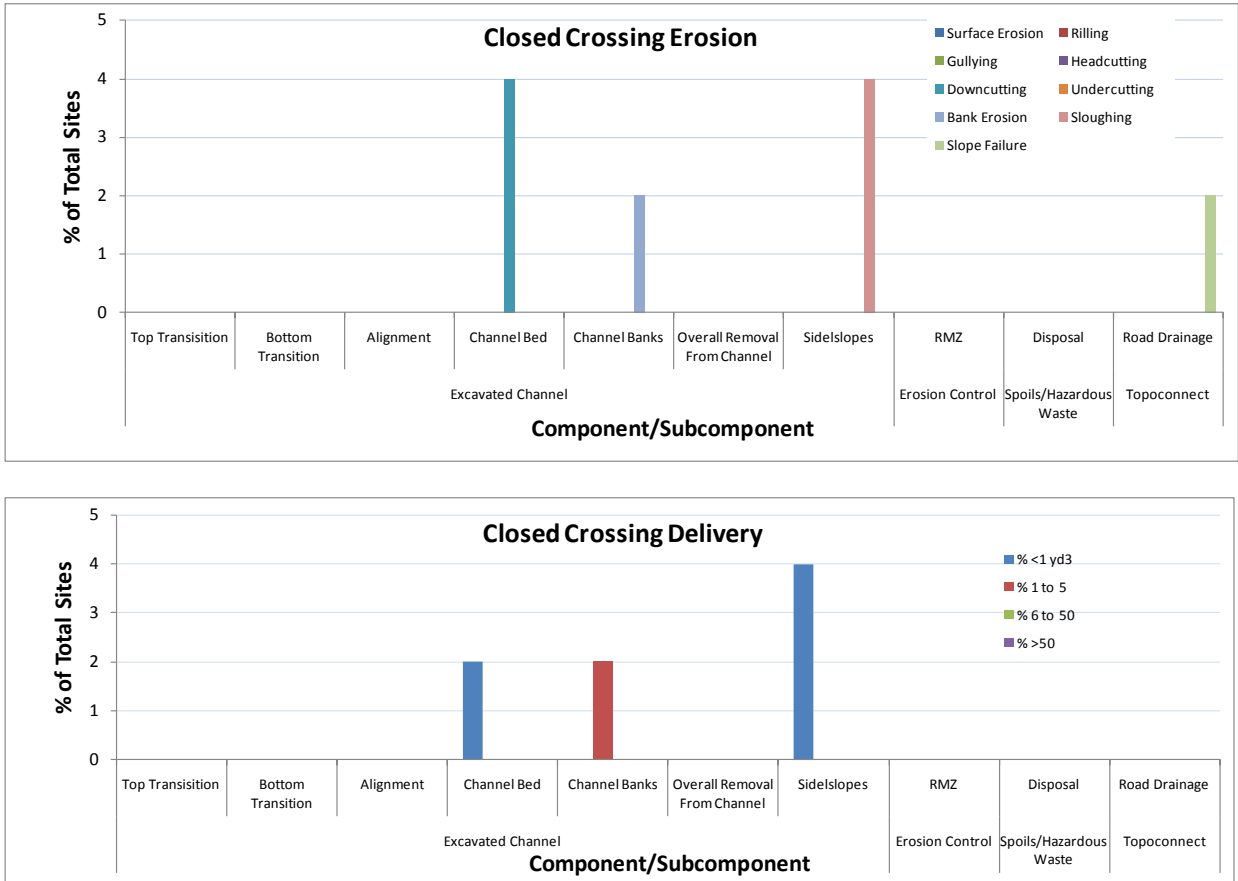 Closed Crossing Erosion
% of Total Sites
5
4
3
2
1
0
Surface Erosion
Rilling
Gullying
Headcutting
Downcutting
Undercutting
Bank Erosion
Sloughing
Slope Failure
Top Transisition
Bottom
Transition
Alignment
Channel Bed
Channel Banks
Overall Removal
From Channel
Sidelslopes
RMZ
Disposal
Road Drainage
Excavated Channel
Erosion Control
Spoils/Hazardous
Waste
Topoconnect
Component/Subcomponent
Closed Crossing Delivery
% of Total Sites
5
4
3
2
1
0
% <1 yd3
% 1 to 5
% 6 to 50
% >50
Top Transisition
Bottom
Transition
Alignment
Channel Bed
Channel Banks
Overall Removal
From Channel
Sidelslopes
RMZ
Disposal
Road Drainage
Excavated Channel
Erosion Control
Spoils/Hazardous
Waste
Topoconnect
Component/Subcomponent